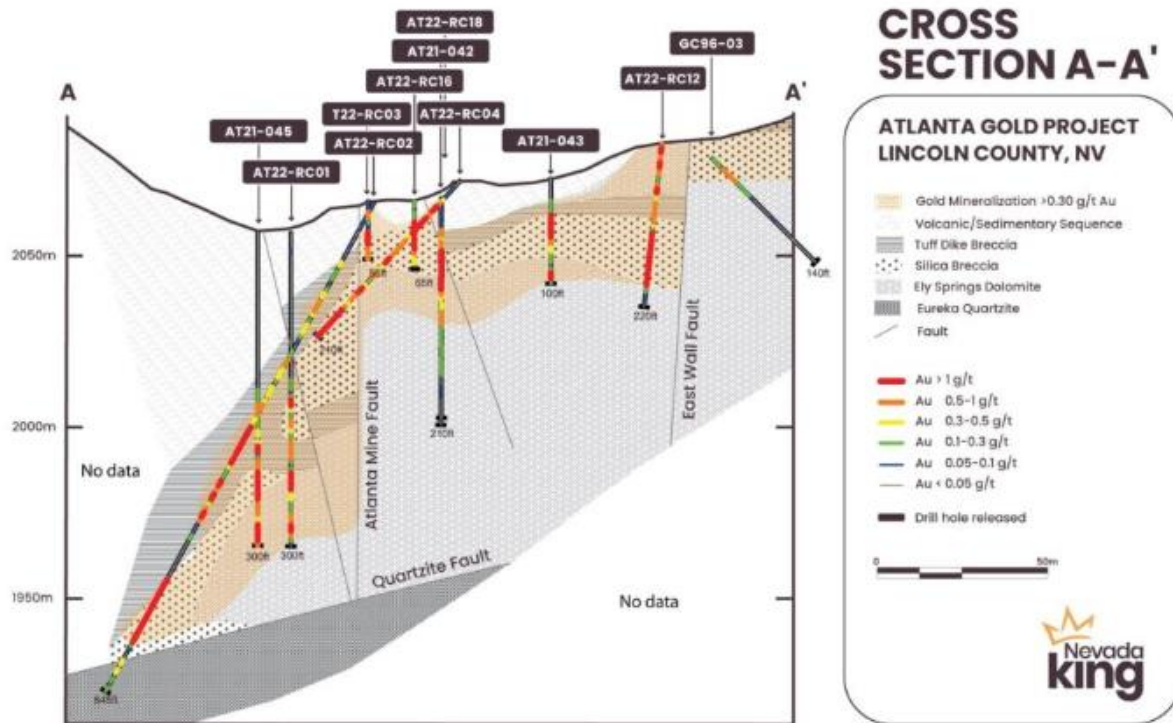 CROSS
SECTION A-A'
ATLANTA GOLD PROJECT
LINCOLN COUNTY, NV
Gold Mineralization >0.30 g/t Au
Volcanic/Sedimentary Sequence
Tuff Dike Breccia
Silica Breccia
Ely Springs Dolomite
Eureka Quartzite
Fault
Au > 1 g/t
Au 0.5-1 g/t
Au 0.3-0.5 g/t
Au 0.1-0.3 g/t
Au 0.05-0.1 g/t
Au < 0.05 g/t
Drill hole released
0 50m
Nevada
king
A
A'
AT22-RC18
AT21-042
AT22-RC16
GC96-03
AT22-RC12
T22-RC03
AT22-RC04
AT21-045
AT22-RC02
AT21-043
AT22-RC01
2050m
2000m
1950m
55ft
65ft
100ft
220ft
140ft
210ft
210ft
300ft
300ft
No data
No data
Atlanta Mine Fault
East Wall Fault
Quartzite Fault